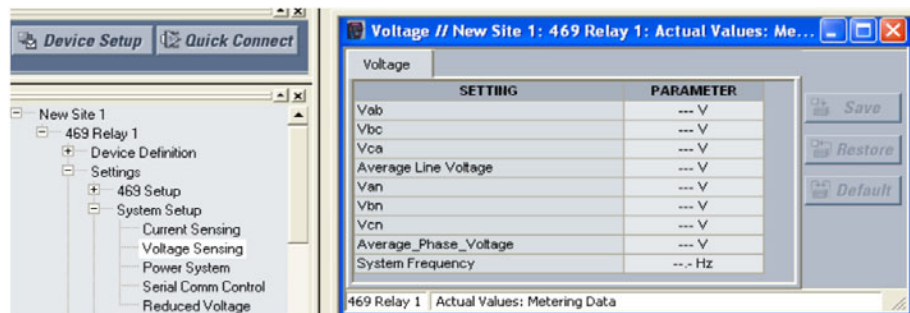 Device Setup Quick Connect
New Site 1
469 Relay 1
Device Definition
Settings
469 Setup
System Setup
Current Sensing
Voltage Sensing
Power System
Serial Comm Control
Reduced Voltage
Voltage // New Site 1: 469 Relay 1: Actual Values: Me...
Voltage
SETTING PARAMETER
Vab --- V
Vbc --- V
Vca --- V
Average Line Voltage --- V
Van --- V
Vbn --- V
Vcn --- V
Average_Phase_Voltage --- V
System Frequency --.- Hz
Save
Restore
Default
469 Relay 1 Actual Values: Metering Data